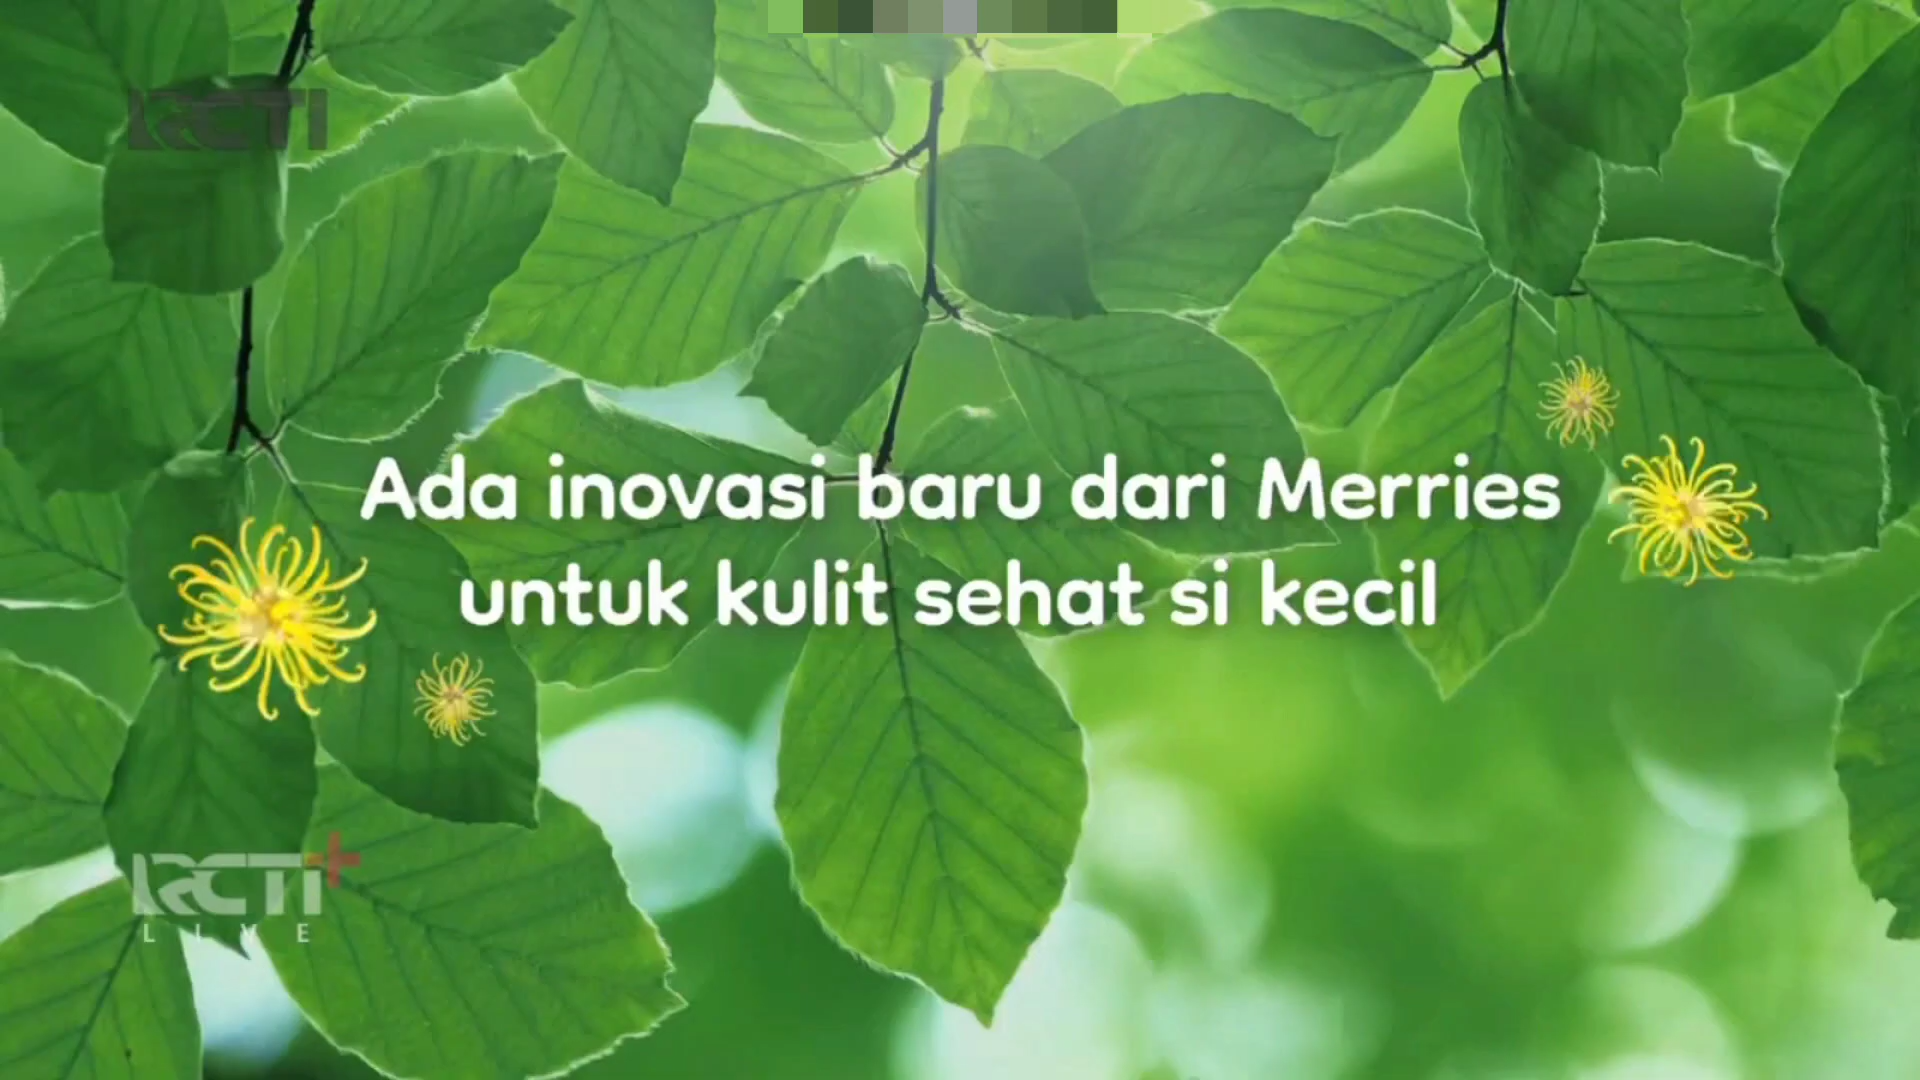 RCTI
Ada inovasi baru dari Merries
untuk kulit sehat si kecil
RCTI+
LIVE